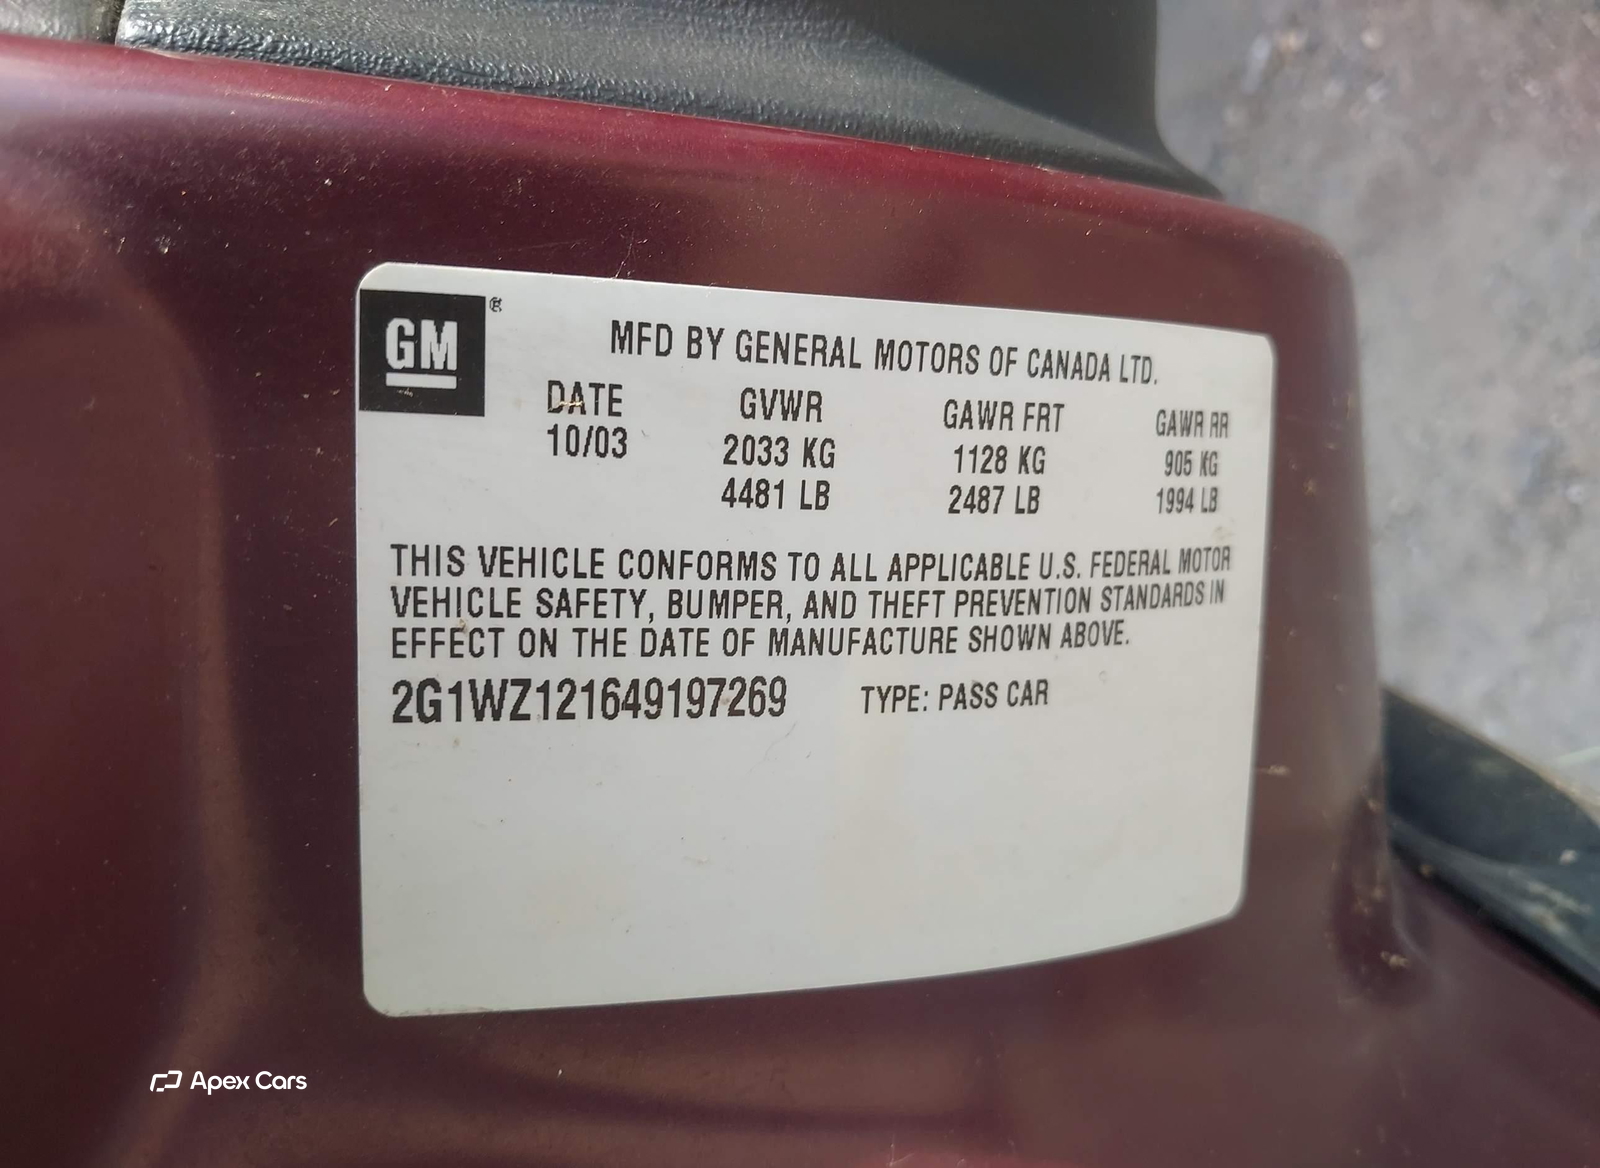 GM ®
MFD BY GENERAL MOTORS OF CANADA LTD.
DATE GVWR GAWR FRT GAWR RR
10/03 2033 KG 1128 KG 905 KG
4481 LB 2487 LB 1994 LB
THIS VEHICLE CONFORMS TO ALL APPLICABLE U.S. FEDERAL MOTOR
VEHICLE SAFETY, BUMPER, AND THEFT PREVENTION STANDARDS IN
EFFECT ON THE DATE OF MANUFACTURE SHOWN ABOVE.
2G1WZ121649197269 TYPE: PASS CAR
Apex Cars